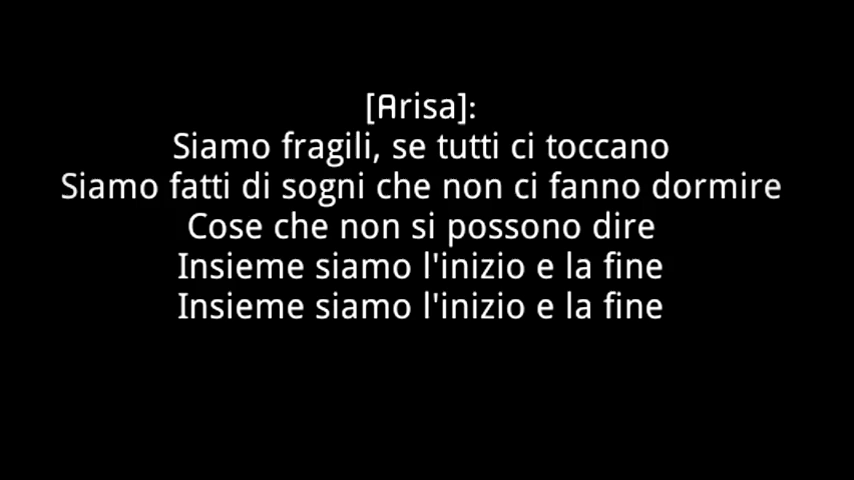 [Arisa]:
Siamo fragili, se tutti ci toccano
Siamo fatti di sogni che non ci fanno dormire
Cose che non si possono dire
Insieme siamo l'inizio e la fine
Insieme siamo l'inizio e la fine